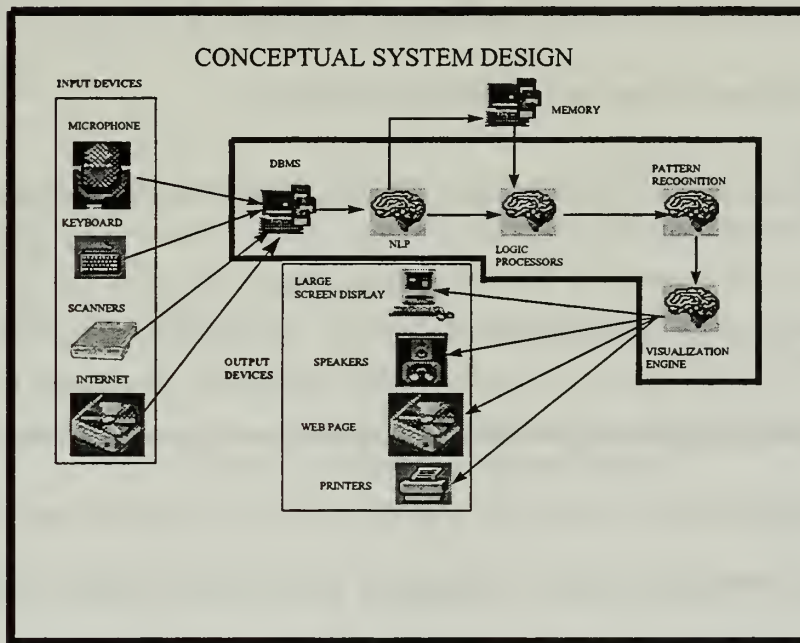 CONCEPTUAL SYSTEM DESIGN
INPUT DEVICES
MICROPHONE
KEYBOARD
SCANNERS
INTERNET
MEMORY
DBMS
NLP
LOGIC
PROCESSORS
PATTERN
RECOGNITION
VISUALIZATION
ENGINE
OUTPUT
DEVICES
LARGE
SCREEN DISPLAY
SPEAKERS
WEB PAGE
PRINTERS